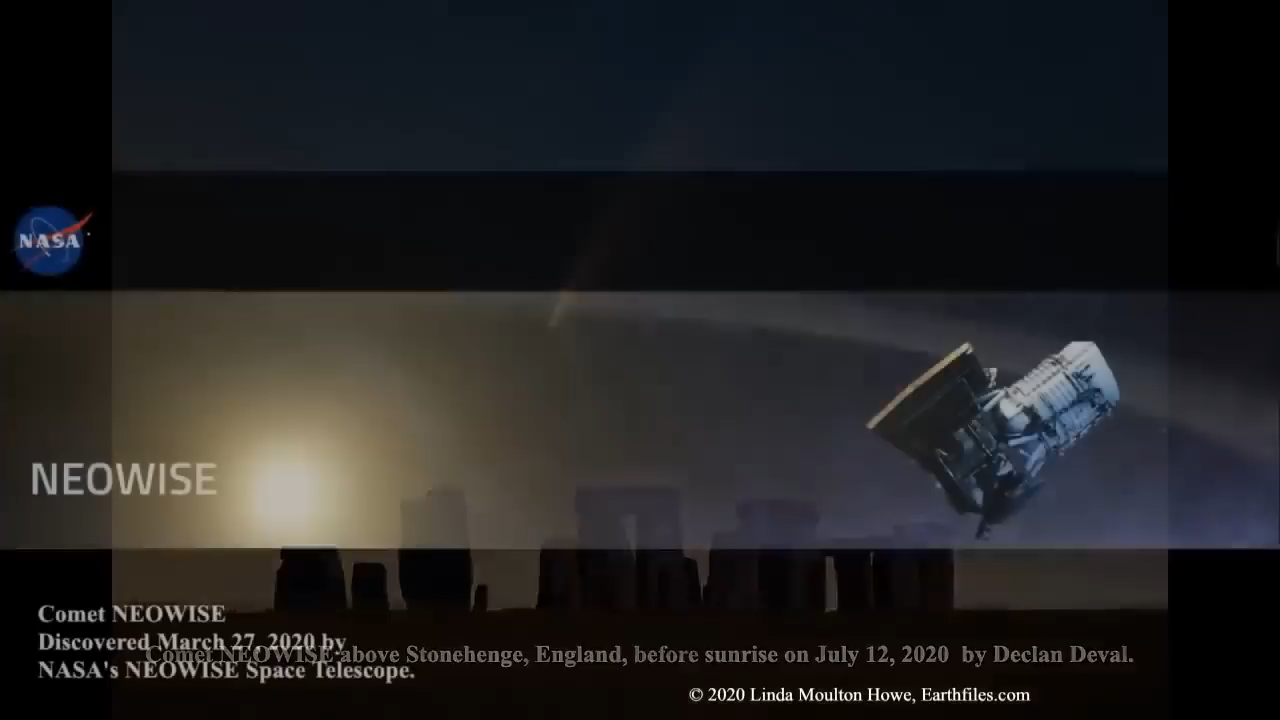 NASA
NEOWISE
Comet NEOWISE
Discovered March 27, 2020 by
NASA's NEOWISE Space Telescope.
Comet NEOWISE above Stonehenge, England, before sunrise on July 12, 2020 by Declan Deval.
© 2020 Linda Moulton Howe, Earthfiles.com